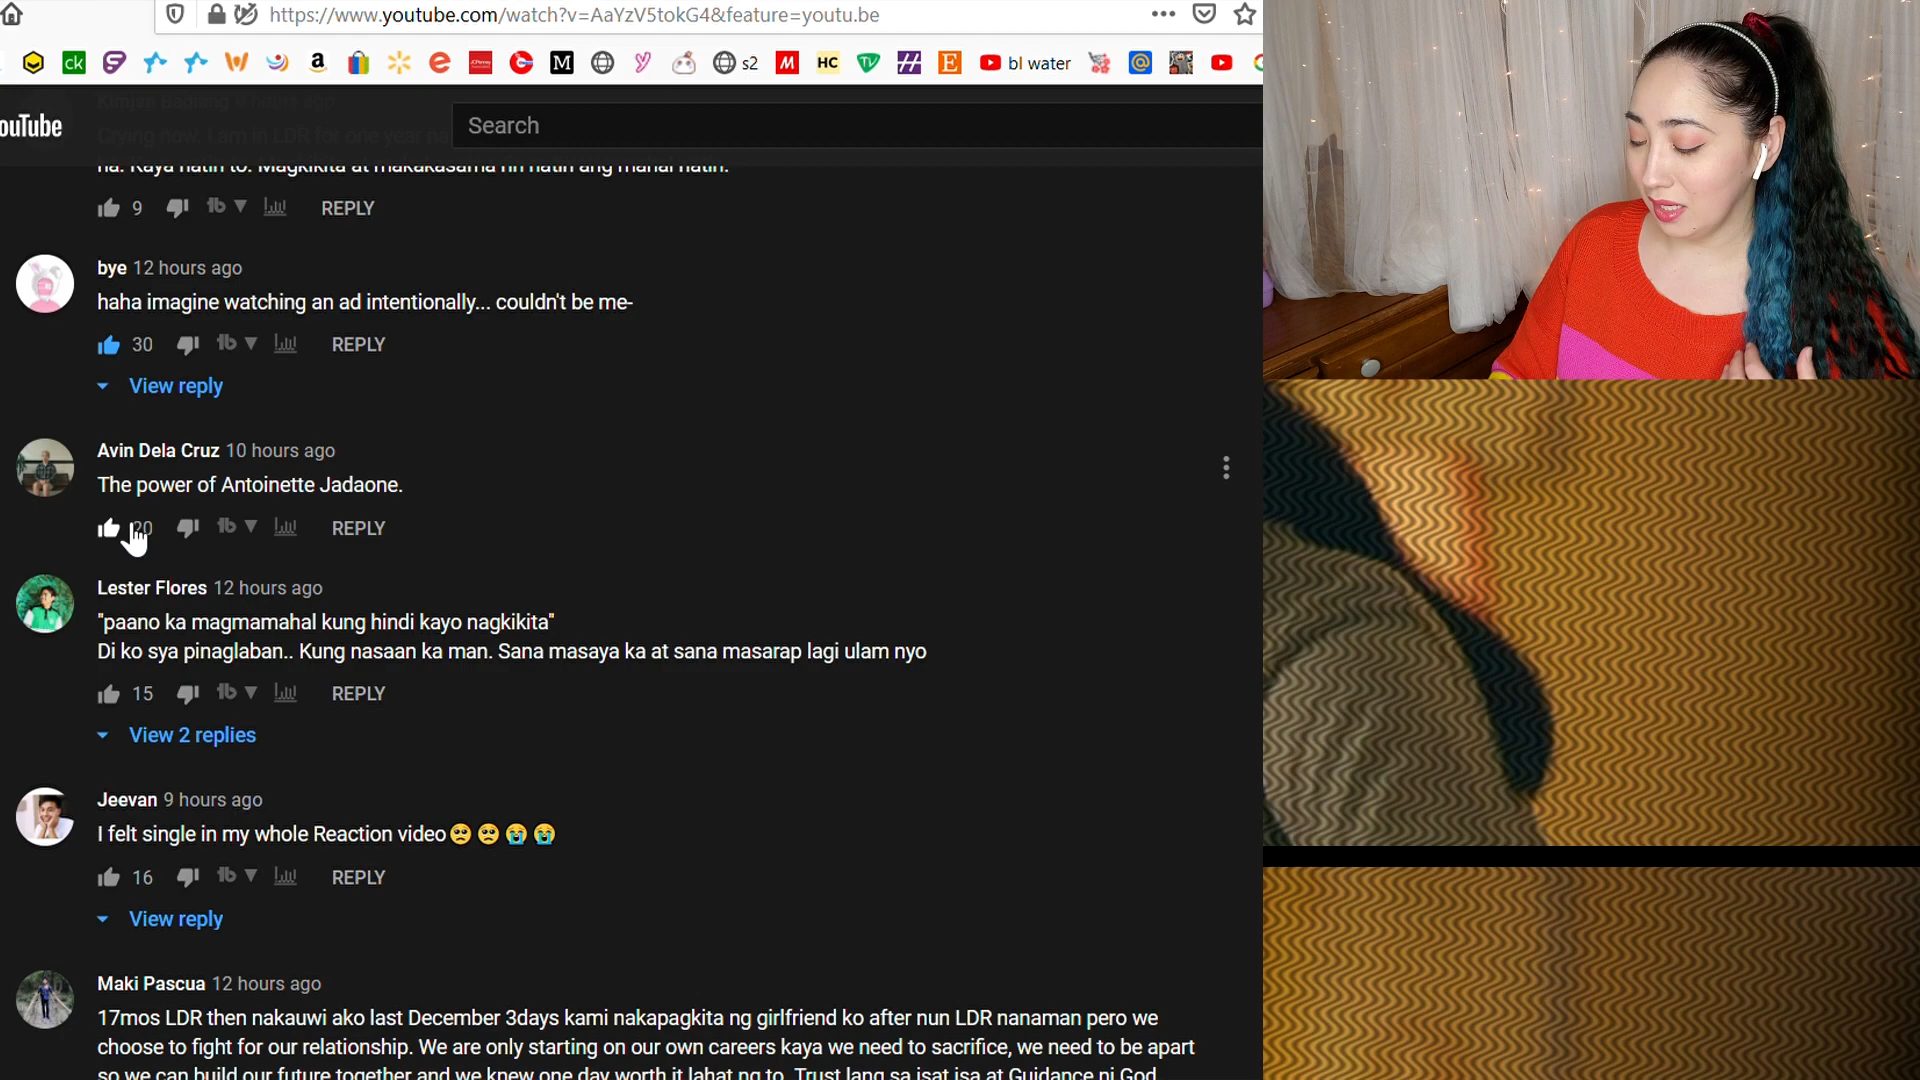 https://www.youtube.com/watch?v=AaYzV5tokG4&feature=youtu.be
ck s2 HC TV bl water
ouTube Search
Crying now. I am in LDR for one year na
na. Kaya natin to. Magkikita at makakasama rin natin ang mahal natin.
9 REPLY
bye 12 hours ago
haha imagine watching an ad intentionally... couldn't be me-
30 REPLY
View reply
Avin Dela Cruz 10 hours ago
The power of Antoinette Jadaone.
20 REPLY
Lester Flores 12 hours ago
"paano ka magmamahal kung hindi kayo nagkikita"
Di ko sya pinaglaban.. Kung nasaan ka man. Sana masaya ka at sana masarap lagi ulam nyo
15 REPLY
View 2 replies
Jeevan 9 hours ago
I felt single in my whole Reaction video🥺🥺😭😭
16 REPLY
View reply
Maki Pascua 12 hours ago
17mos LDR then nakauwi ako last December 3days kami nakapagkita ng girlfriend ko after nun LDR nanaman pero we
choose to fight for our relationship. We are only starting on our own careers kaya we need to sacrifice, we need to be apart
so we can build our future together and we knew one day worth it lahat ng to. Trust lang sa isat isa at Guidance ni God